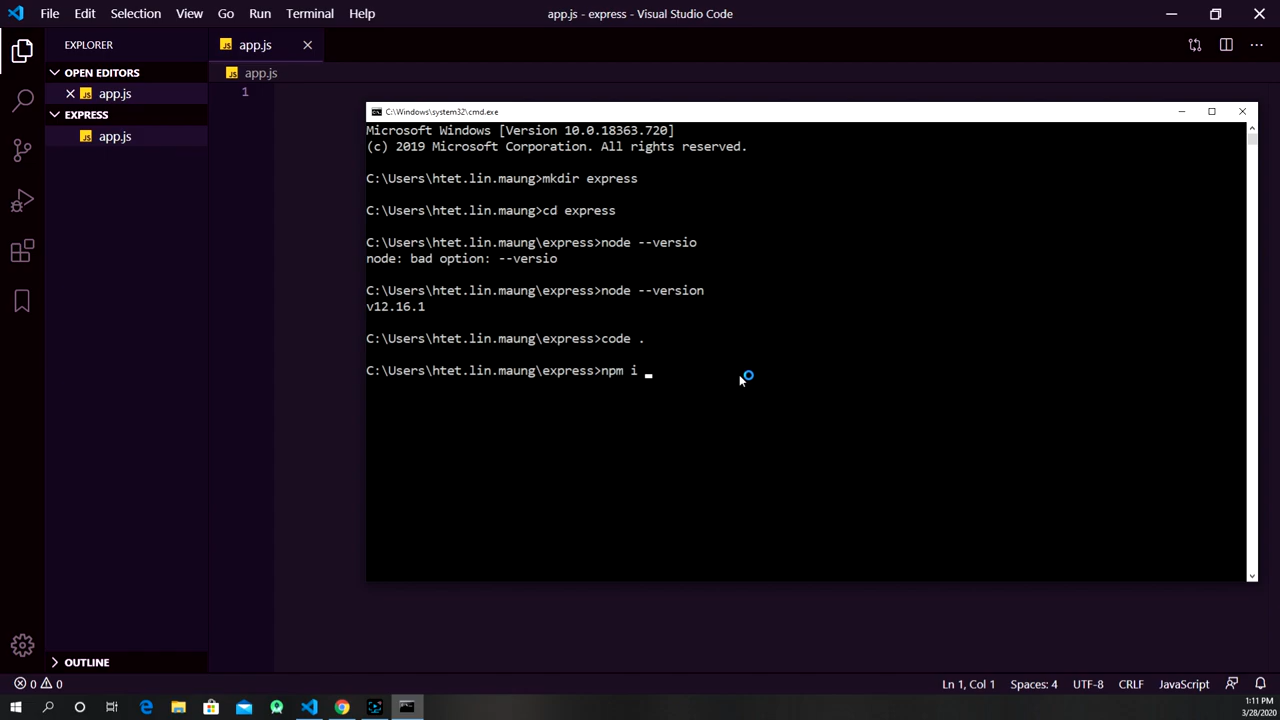 File Edit Selection View Go Run Terminal Help
app.js - express - Visual Studio Code
EXPLORER
app.js
OPEN EDITORS
app.js
app.js
EXPRESS
app.js
1
C:\Windows\system32\cmd.exe
Microsoft Windows [Version 10.0.18363.720]
(c) 2019 Microsoft Corporation. All rights reserved.
C:\Users\htet.lin.maung>mkdir express
C:\Users\htet.lin.maung>cd express
C:\Users\htet.lin.maung\express>node --versio
node: bad option: --versio
C:\Users\htet.lin.maung\express>node --version
v12.16.1
C:\Users\htet.lin.maung\express>code .
C:\Users\htet.lin.maung\express>npm i
OUTLINE
0 0
Ln 1, Col 1 Spaces: 4 UTF-8 CRLF JavaScript
1:11 PM
3/28/2020